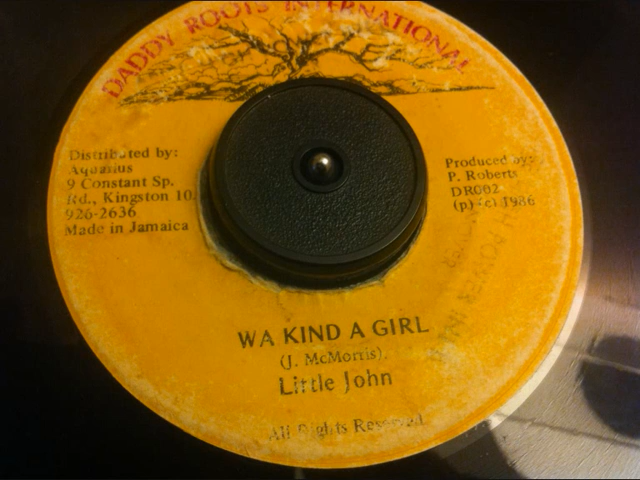 DADDY ROOTS INTERNATIONAL
Distributed by:
Aquarius
9 Constant Sp.
Rd., Kingston 10.
926-2636
Made in Jamaica
Produced by:
P. Roberts
DR002
(p) (c) 1986
POWER
WA KIND A GIRL
(J. McMorris)
Little John
All Rights Reserved